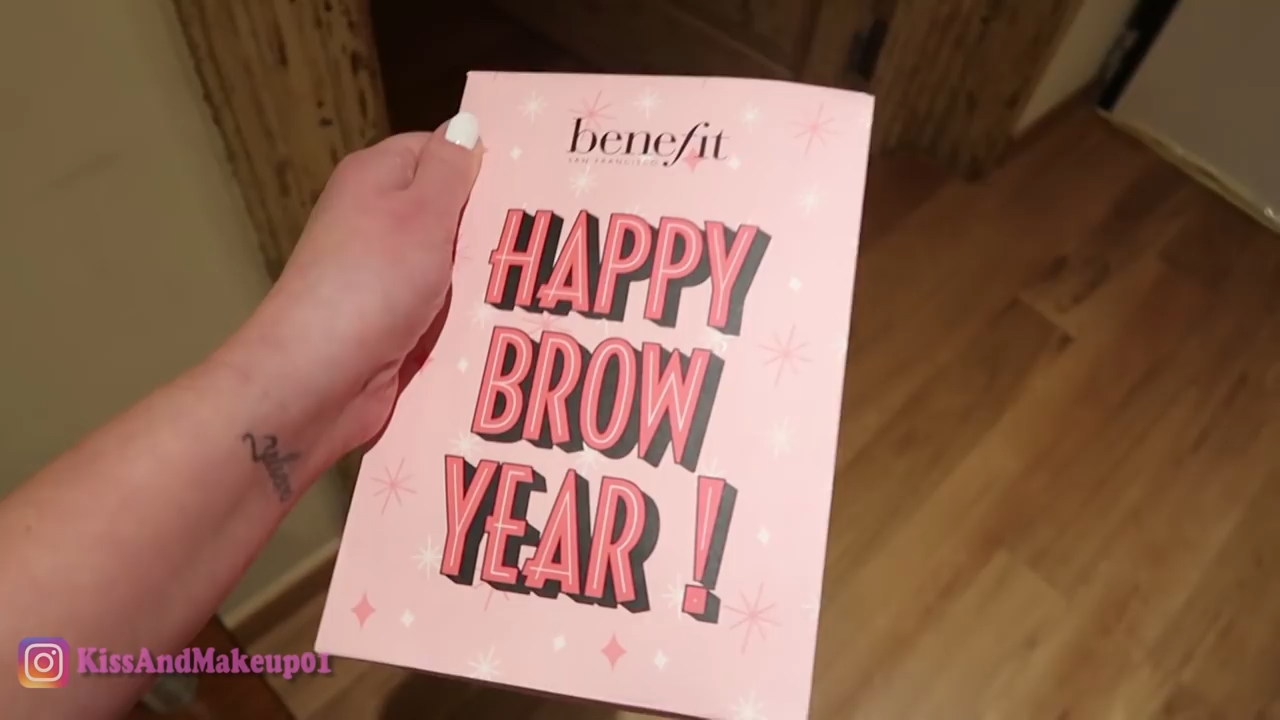 benefit
SAN FRANCISCO
HAPPY
BROW
YEAR !
KissAndMakeup01